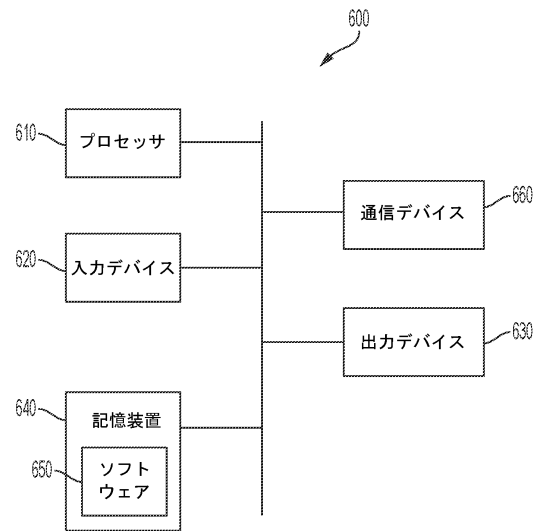 600
610
プロセッサ
660
通信デバイス
620
入力デバイス
630
出力デバイス
640
記憶装置
650
ソフト
ウェア